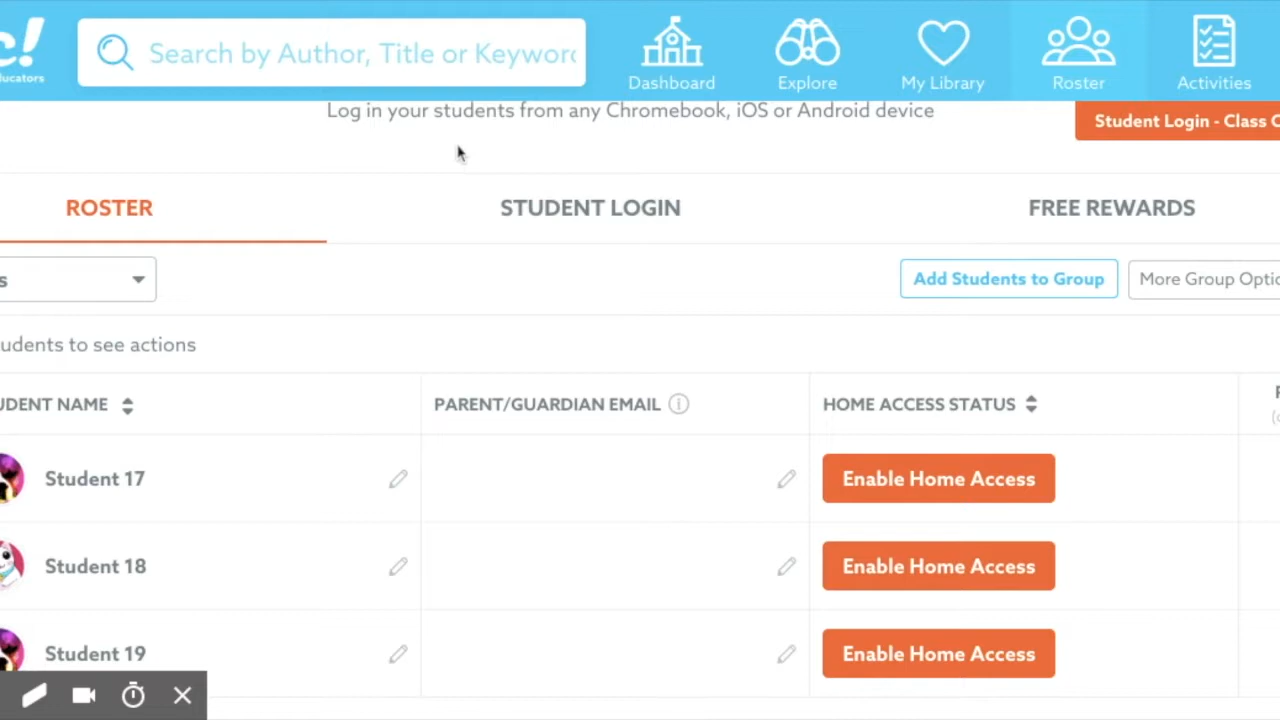 c!
ducators
Search by Author, Title or Keyword
Dashboard
Explore
My Library
Roster
Activities
Log in your students from any Chromebook, iOS or Android device
Student Login - Class C
ROSTER
STUDENT LOGIN
FREE REWARDS
s
Add Students to Group
More Group Optio
udents to see actions
UDENT NAME
PARENT/GUARDIAN EMAIL
HOME ACCESS STATUS
Student 17
Enable Home Access
Student 18
Enable Home Access
Student 19
Enable Home Access